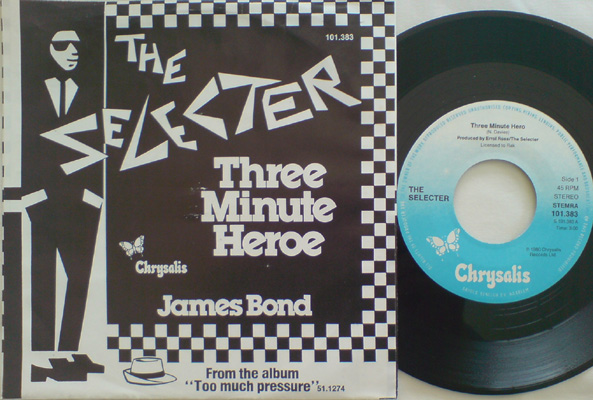 101.383
THE
SELECTER
Three
Minute
Heroe
Chrysalis
James Bond
From the album
"Too much pressure" 51.1274
Three Minute Hero
Produced by Errol Ross/The Selecter
Side 1
45 RPM
STEREO
STEMRA
101.383
THE
SELECTER
Chrysalis